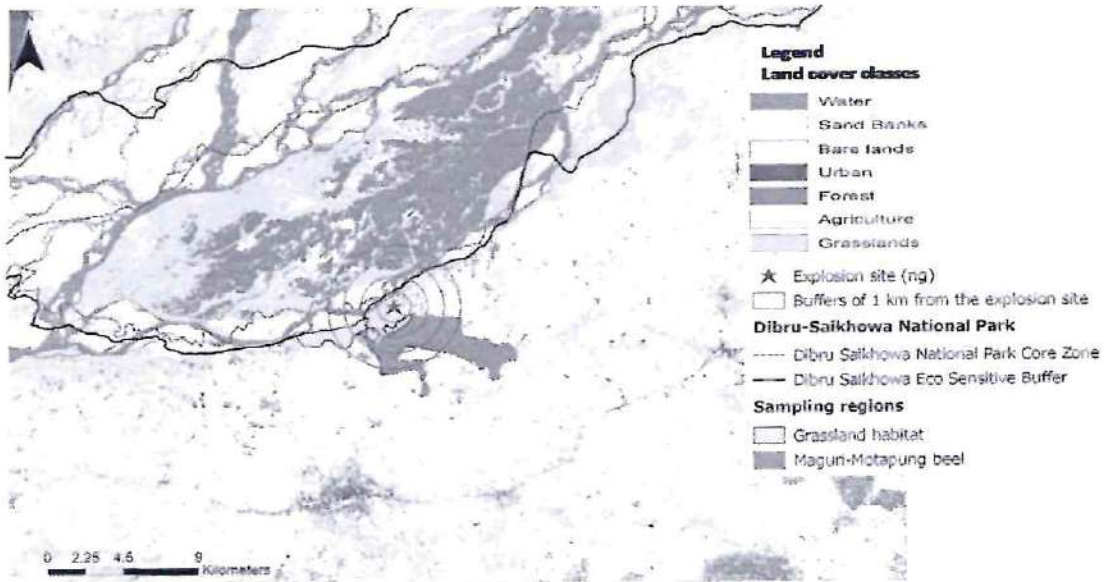 Legend
Land cover classes
Water
Sand Banks
Bare lands
Urban
Forest
Agriculture
Grasslands
Explosion site (ng)
Buffers of 1 km from the explosion site
Dibru-Saikhowa National Park
Dibru Saikhowa National Park Core Zone
Dibru Saikhowa Eco Sensitive Buffer
Sampling regions
Grassland habitat
Maguri-Motapung beel
0 2.25 4.5 9
Kilometers